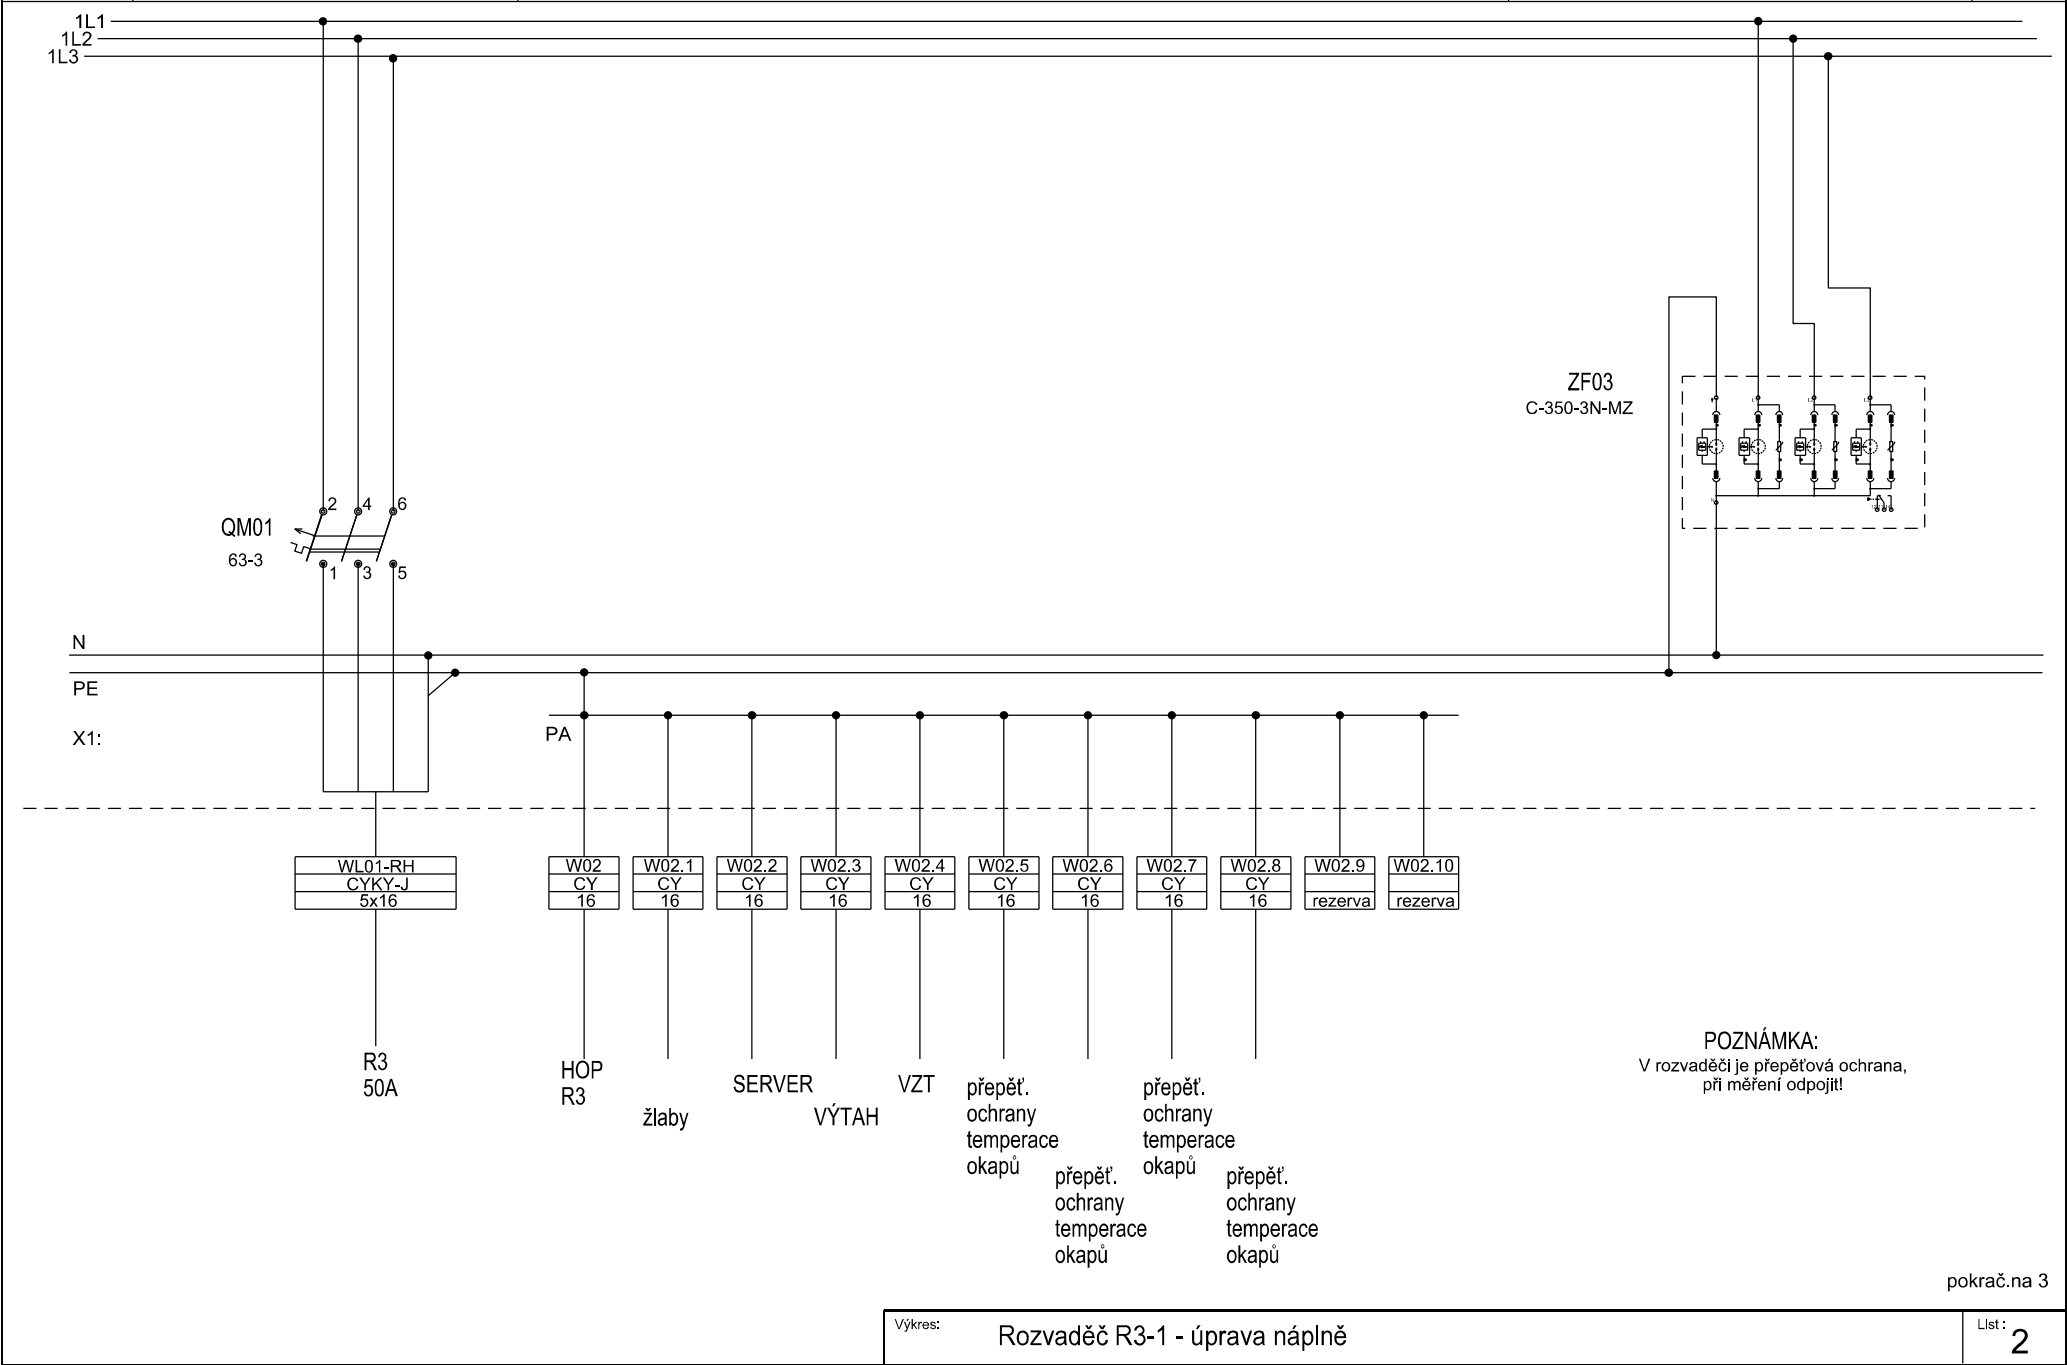 1L1
1L2
1L3
ZF03
C-350-3N-MZ
2 4 6
QM01
63-3
1 3 5
N
PE
X1:
PA
WL01-RH
CYKY-J
5x16
W02
CY
16
W02.1
CY
16
W02.2
CY
16
W02.3
CY
16
W02.4
CY
16
W02.5
CY
16
W02.6
CY
16
W02.7
CY
16
W02.8
CY
16
W02.9
rezerva
W02.10
rezerva
R3
50A
HOP
R3
žlaby
SERVER
VÝTAH
VZT
přepěť.
ochrany
temperace
okapů
přepěť.
ochrany
temperace
okapů
přepěť.
ochrany
temperace
okapů
přepěť.
ochrany
temperace
okapů
POZNÁMKA:
V rozvaděči je přepěťová ochrana,
při měření odpojit!
pokrač.na 3
Výkres:
Rozvaděč R3-1 - úprava náplně
List:
2